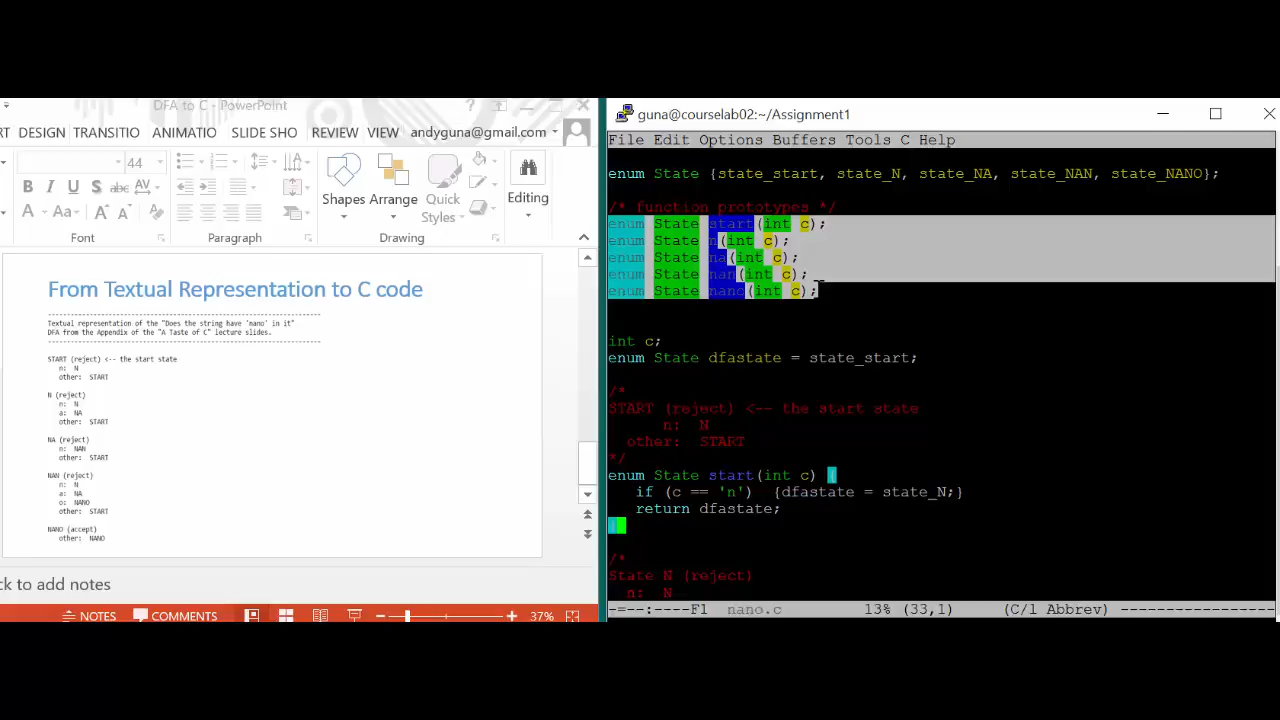 DFA to C - PowerPoint
DESIGN TRANSITIO ANIMATIO SLIDE SHO REVIEW VIEW andyguna@gmail.com
44
B I U S abc AV
A Aa A A
Shapes Arrange Quick Styles Editing
Font Paragraph Drawing
From Textual Representation to C code
----------------------------------------
Textual representation of the "Does the string have 'nano' in it"
DFA from the Appendix of the "A Taste of C" lecture slides.
----------------------------------------
START (reject) <-- the start state
n: N
other: START
N (reject)
n: N
a: NA
other: START
NA (reject)
n: NAN
other: START
NAN (reject)
n: N
a: NA
o: NANO
other: START
NANO (accept)
other: NANO
ck to add notes
NOTES COMMENTS 37%
guna@courselab02:~/Assignment1
File Edit Options Buffers Tools C Help
enum State {state_start, state_N, state_NA, state_NAN, state_NANO};
/* function prototypes */
enum State start(int c);
enum State n(int c);
enum State na(int c);
enum State nan(int c);
enum State nano(int c);
int c;
enum State dfastate = state_start;
/*
START (reject) <-- the start state
n: N
other: START
*/
enum State start(int c) {
if (c == 'n') {dfastate = state_N;}
return dfastate;
}
/*
State N (reject)
n: N
-=--:----F1 nano.c 13% (33,1) (C/l Abbrev) -----------------